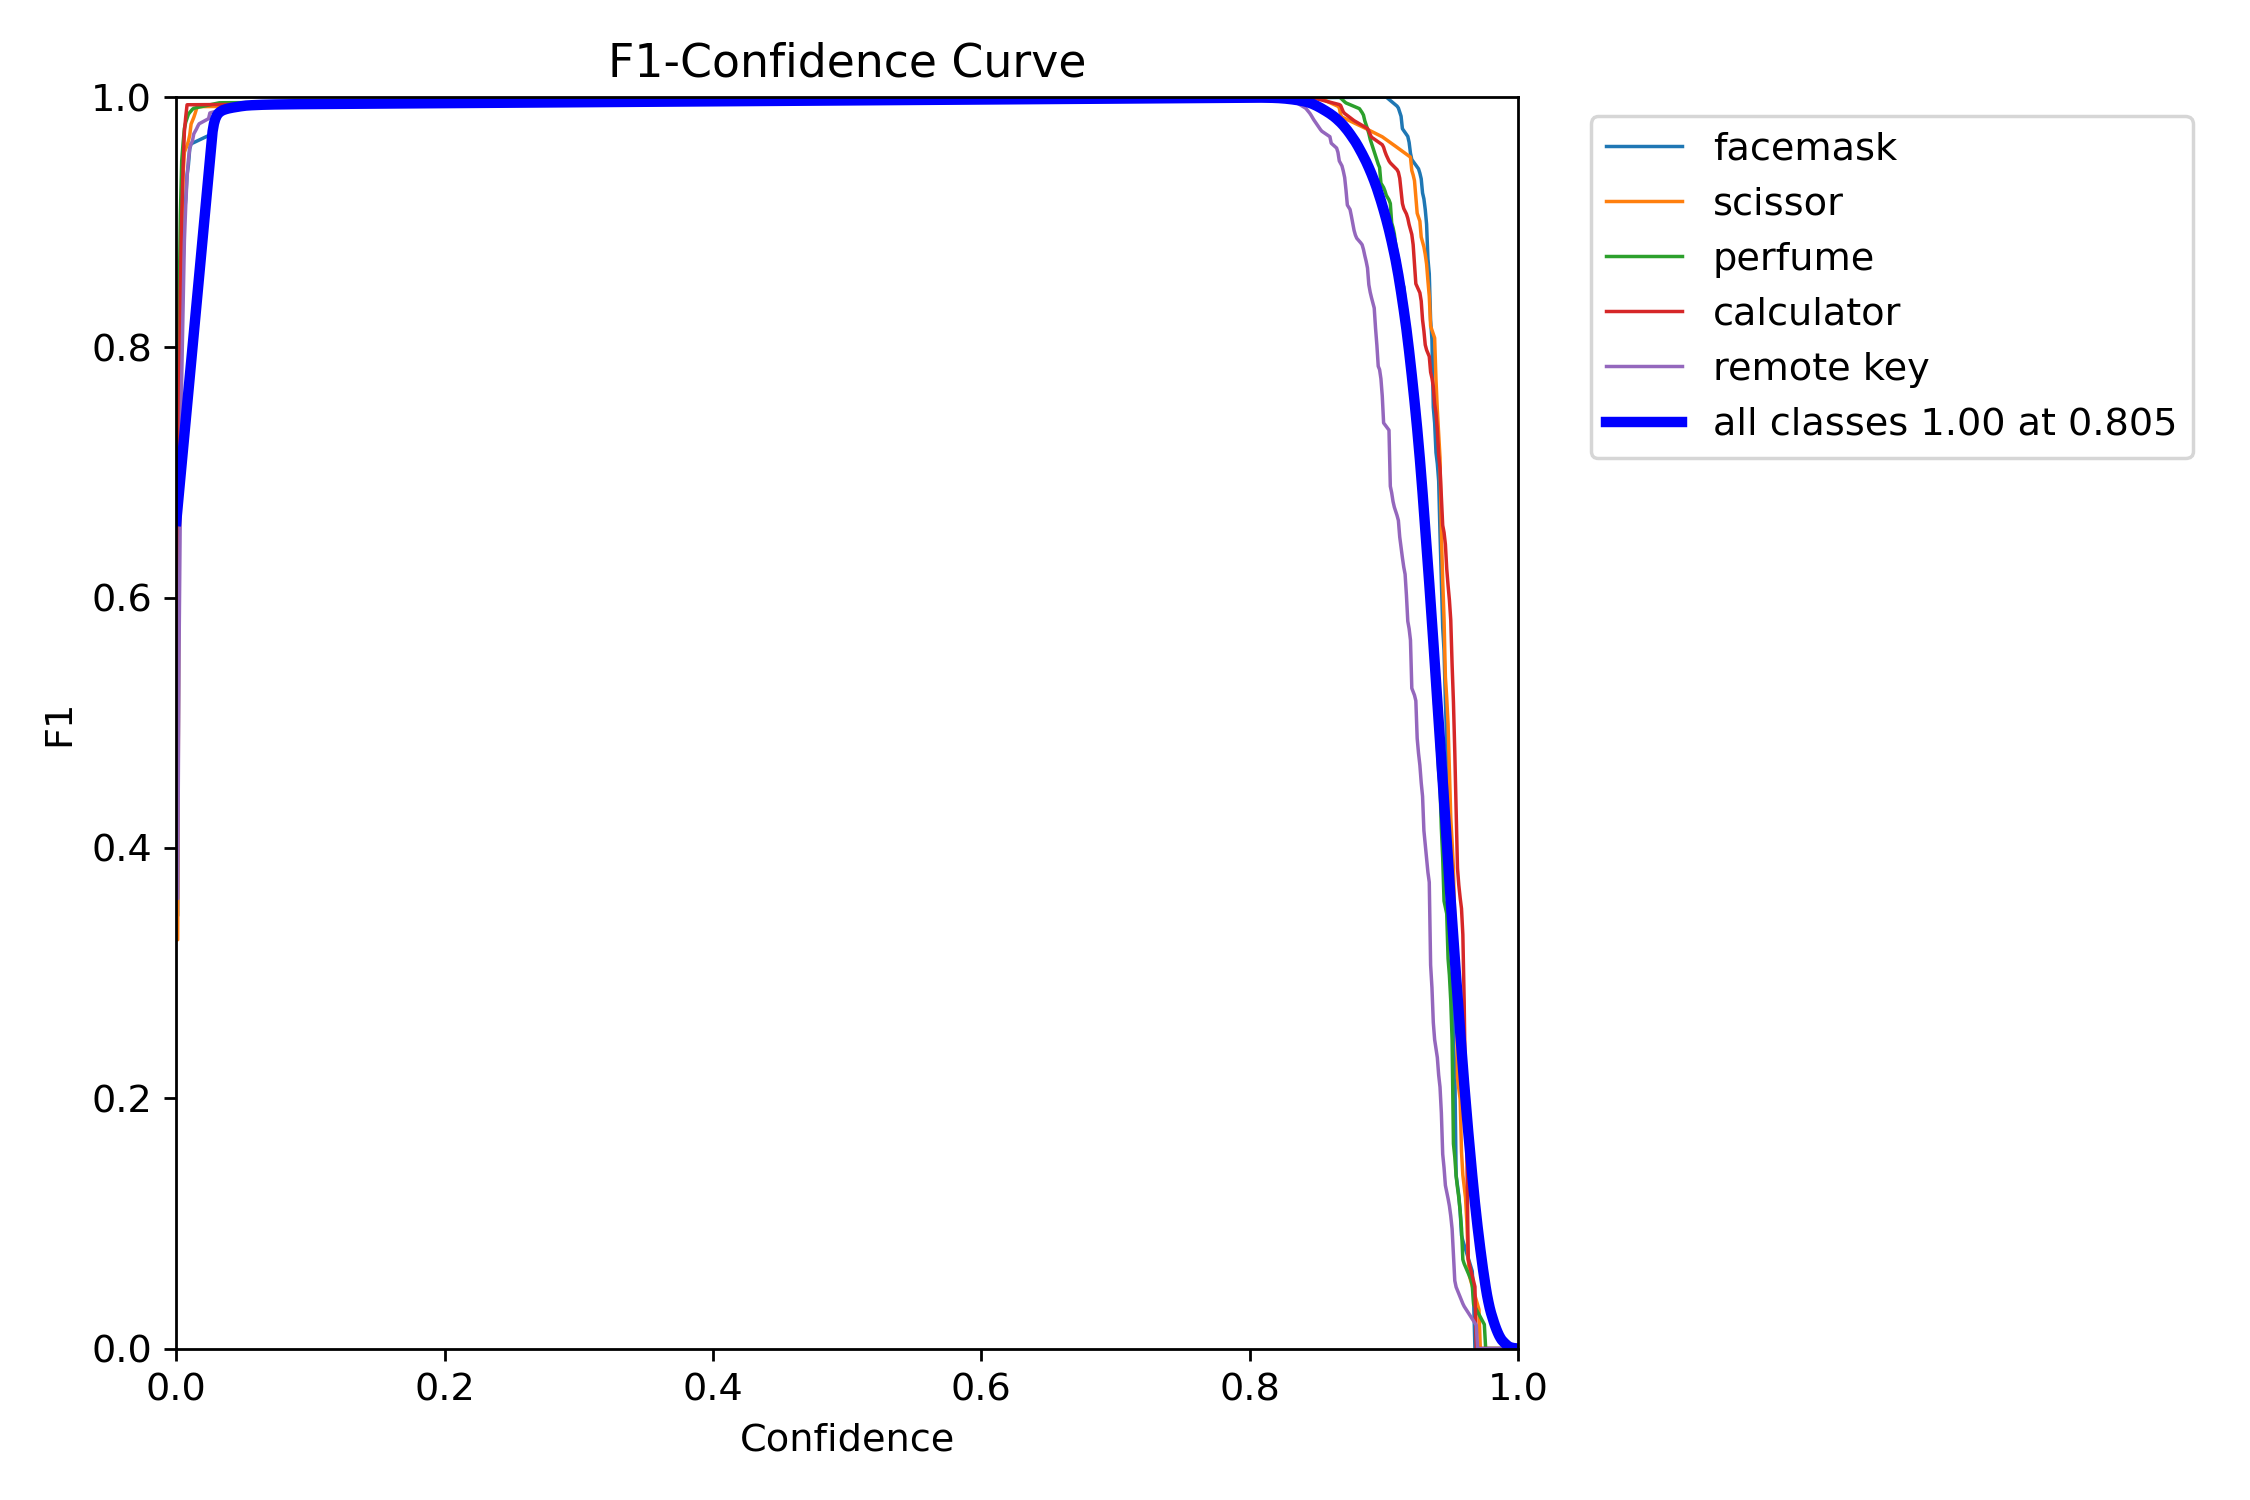 F1-Confidence Curve
1.0
0.8
0.6
0.4
0.2
0.0
F1
0.0 0.2 0.4 0.6 0.8 1.0
Confidence
facemask
scissor
perfume
calculator
remote key
all classes 1.00 at 0.805